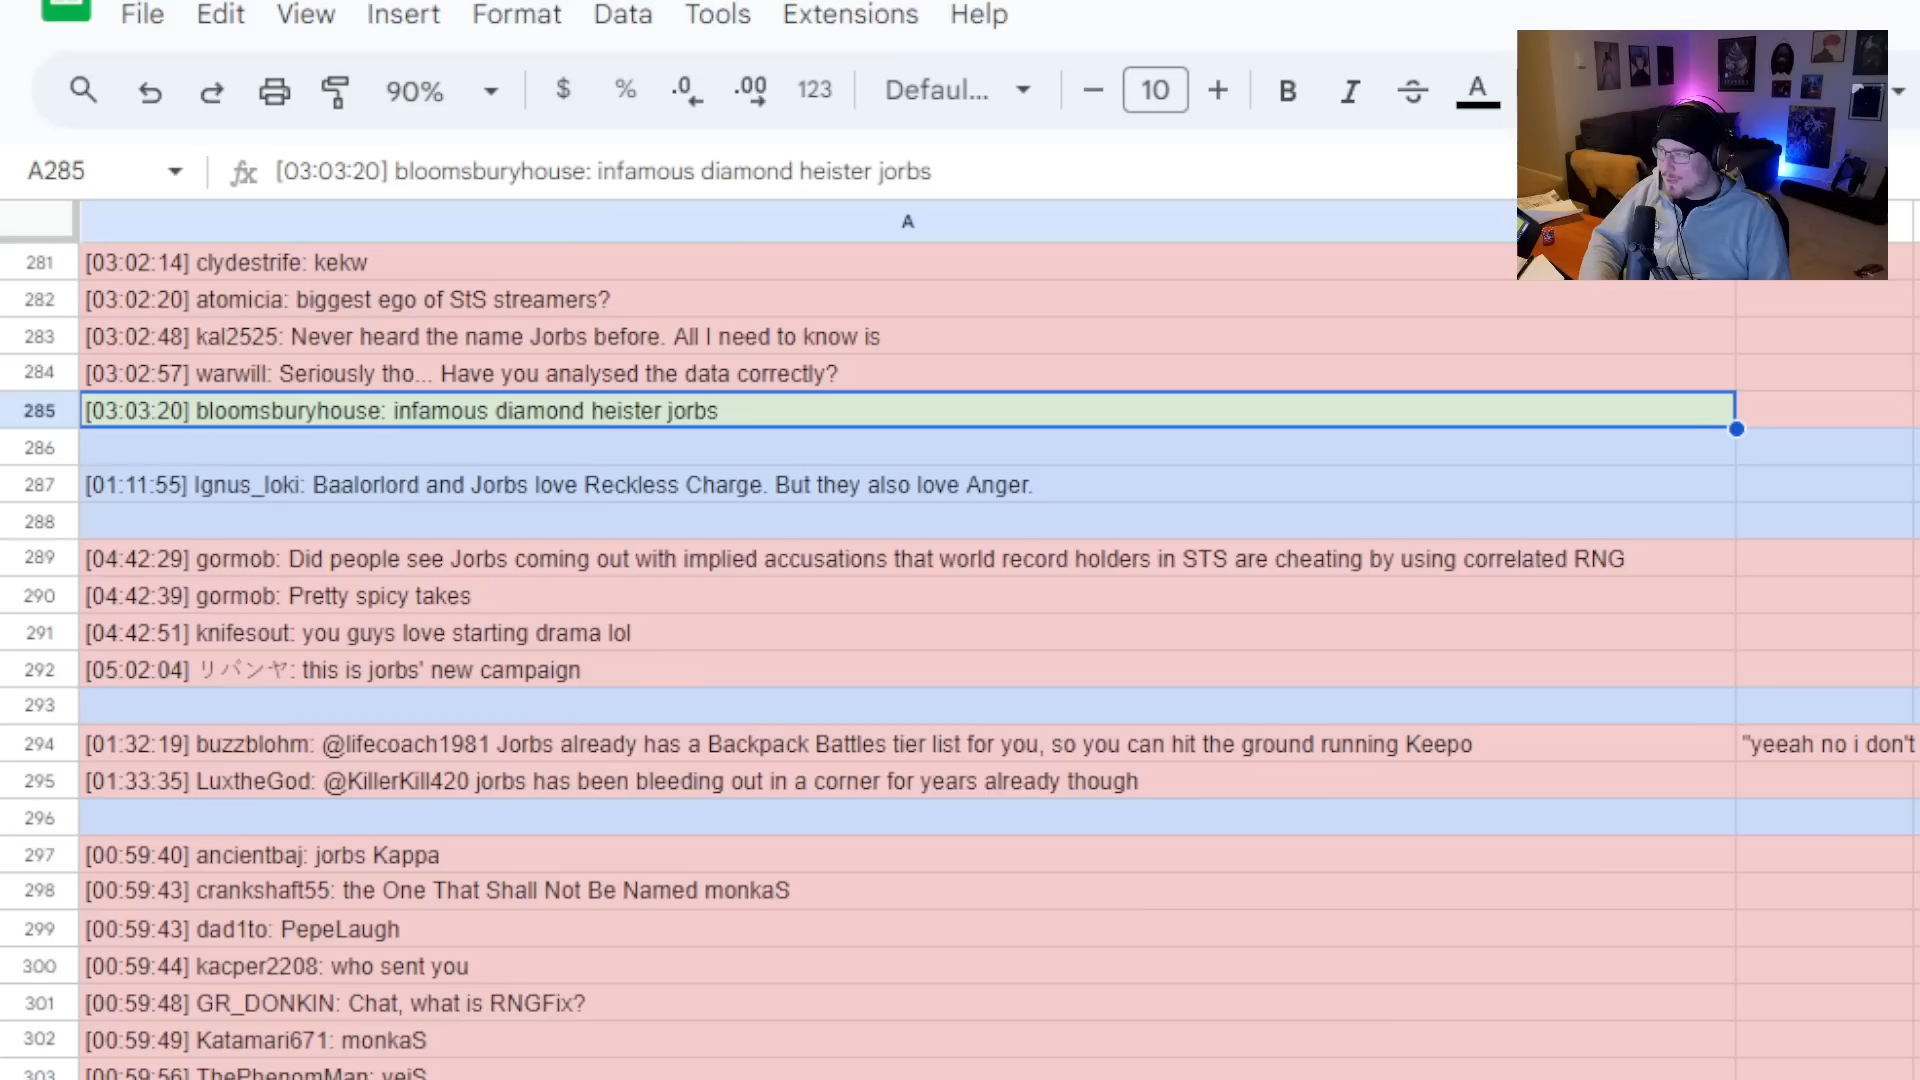 File Edit View Insert Format Data Tools Extensions Help
90% $ % .0 .00 123 Defaul... − 10 + B I S A
A285 fx [03:03:20] bloomsburyhouse: infamous diamond heister jorbs
A
281 [03:02:14] clydestrife: kekw
282 [03:02:20] atomicia: biggest ego of StS streamers?
283 [03:02:48] kal2525: Never heard the name Jorbs before. All I need to know is
284 [03:02:57] warwill: Seriously tho... Have you analysed the data correctly?
285 [03:03:20] bloomsburyhouse: infamous diamond heister jorbs
286
287 [01:11:55] Ignus_loki: Baalorlord and Jorbs love Reckless Charge. But they also love Anger.
288
289 [04:42:29] gormob: Did people see Jorbs coming out with implied accusations that world record holders in STS are cheating by using correlated RNG
290 [04:42:39] gormob: Pretty spicy takes
291 [04:42:51] knifesout: you guys love starting drama lol
292 [05:02:04] リバンヤ: this is jorbs' new campaign
293
294 [01:32:19] buzzblohm: @lifecoach1981 Jorbs already has a Backpack Battles tier list for you, so you can hit the ground running Keepo "yeeah no i don't
295 [01:33:35] LuxtheGod: @KillerKill420 jorbs has been bleeding out in a corner for years already though
296
297 [00:59:40] ancientbaj: jorbs Kappa
298 [00:59:43] crankshaft55: the One That Shall Not Be Named monkaS
299 [00:59:43] dad1to: PepeLaugh
300 [00:59:44] kacper2208: who sent you
301 [00:59:48] GR_DONKIN: Chat, what is RNGFix?
302 [00:59:49] Katamari671: monkaS
303 [00:59:56] ThePhenomMan: yeiS